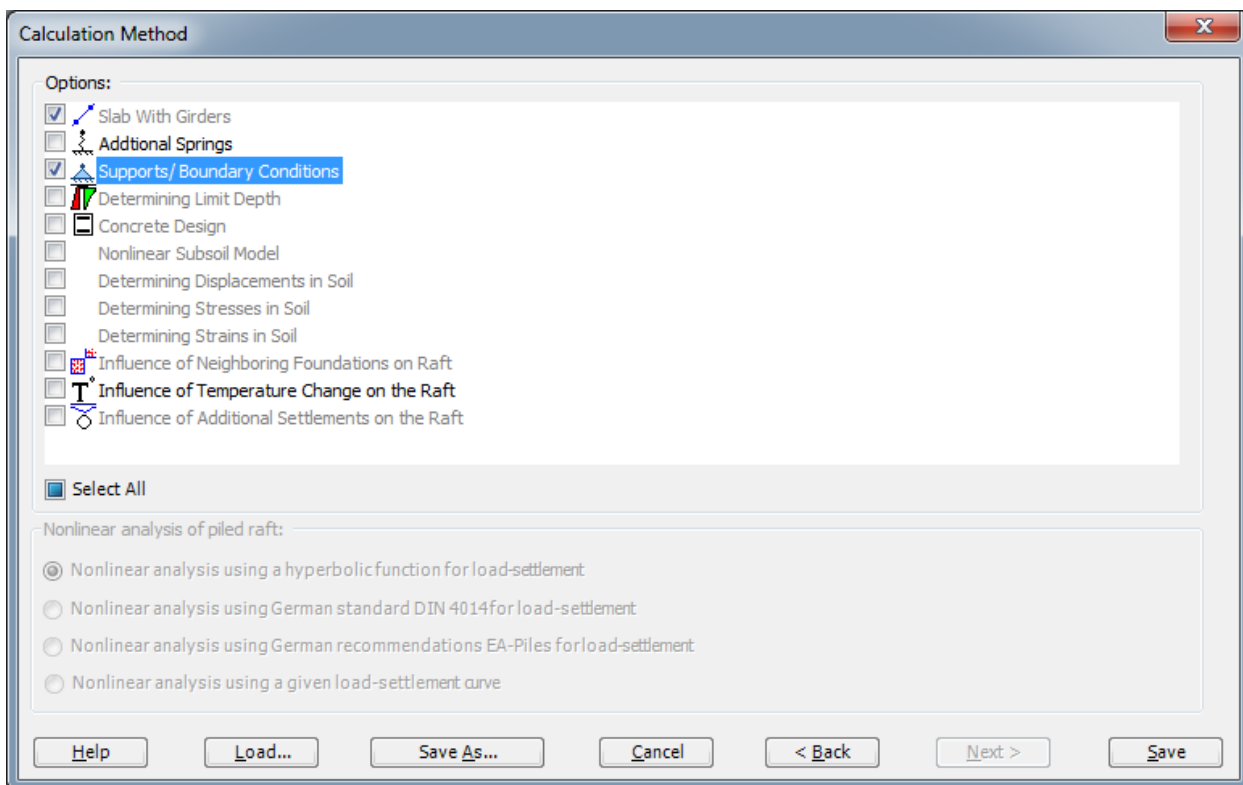 Calculation Method
Options:
Slab With Girders
Addtional Springs
Supports/ Boundary Conditions
Determining Limit Depth
Concrete Design
Nonlinear Subsoil Model
Determining Displacements in Soil
Determining Stresses in Soil
Determining Strains in Soil
Influence of Neighboring Foundations on Raft
T° Influence of Temperature Change on the Raft
Influence of Additional Settlements on the Raft
Select All
Nonlinear analysis of piled raft:
Nonlinear analysis using a hyperbolic function for load-settlement
Nonlinear analysis using German standard DIN 4014for load-settlement
Nonlinear analysis using German recommendations EA-Piles forload-settlement
Nonlinear analysis using a given load-settlement curve
Help Load... Save As... Cancel < Back Next > Save